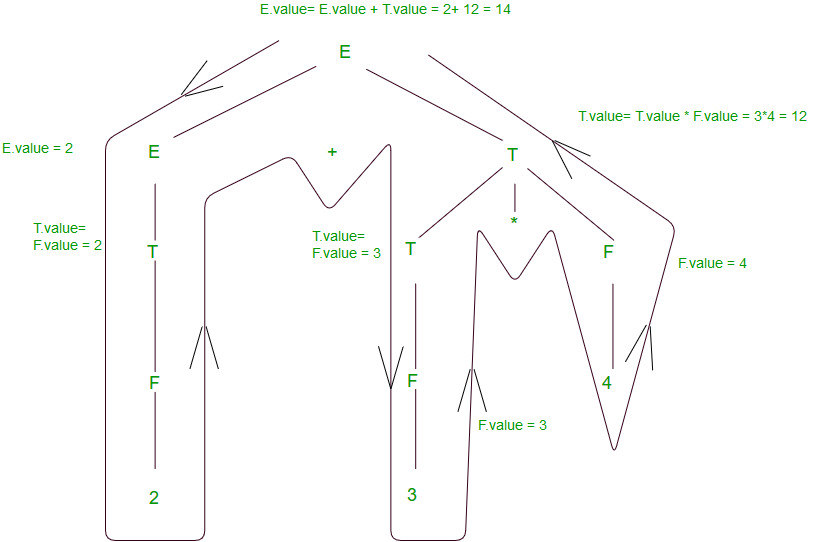 E.value= E.value + T.value = 2+ 12 = 14
E
T.value= T.value * F.value = 3*4 = 12
E.value = 2
E
+
T
T.value=
F.value = 2
T
T.value=
F.value = 3
T
*
F
F.value = 4
F
F
4
F.value = 3
2
3